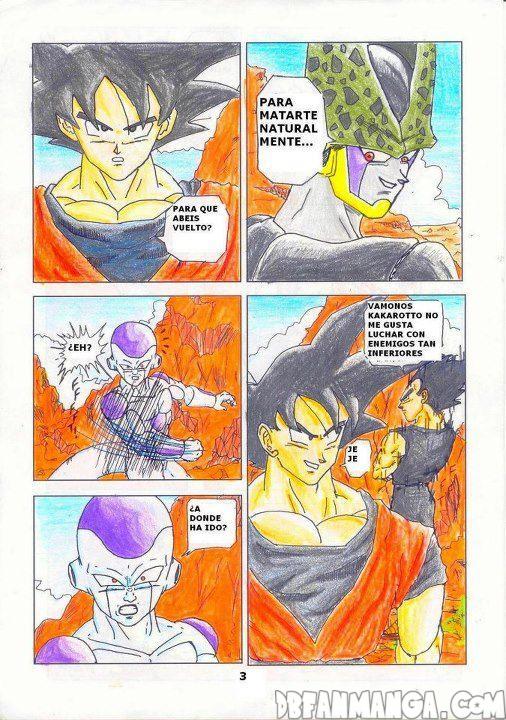 PARA QUE
ABEIS
VUELTO?
PARA
MATARTE
NATURAL
MENTE...
¿EH?
¿A
DONDE
HA IDO?
VAMONOS
KAKAROTTO NO
ME GUSTA
LUCHAR CON
ENEMIGOS TAN
INFERIORES
JE
JE
3
DBFANMANGA.COM